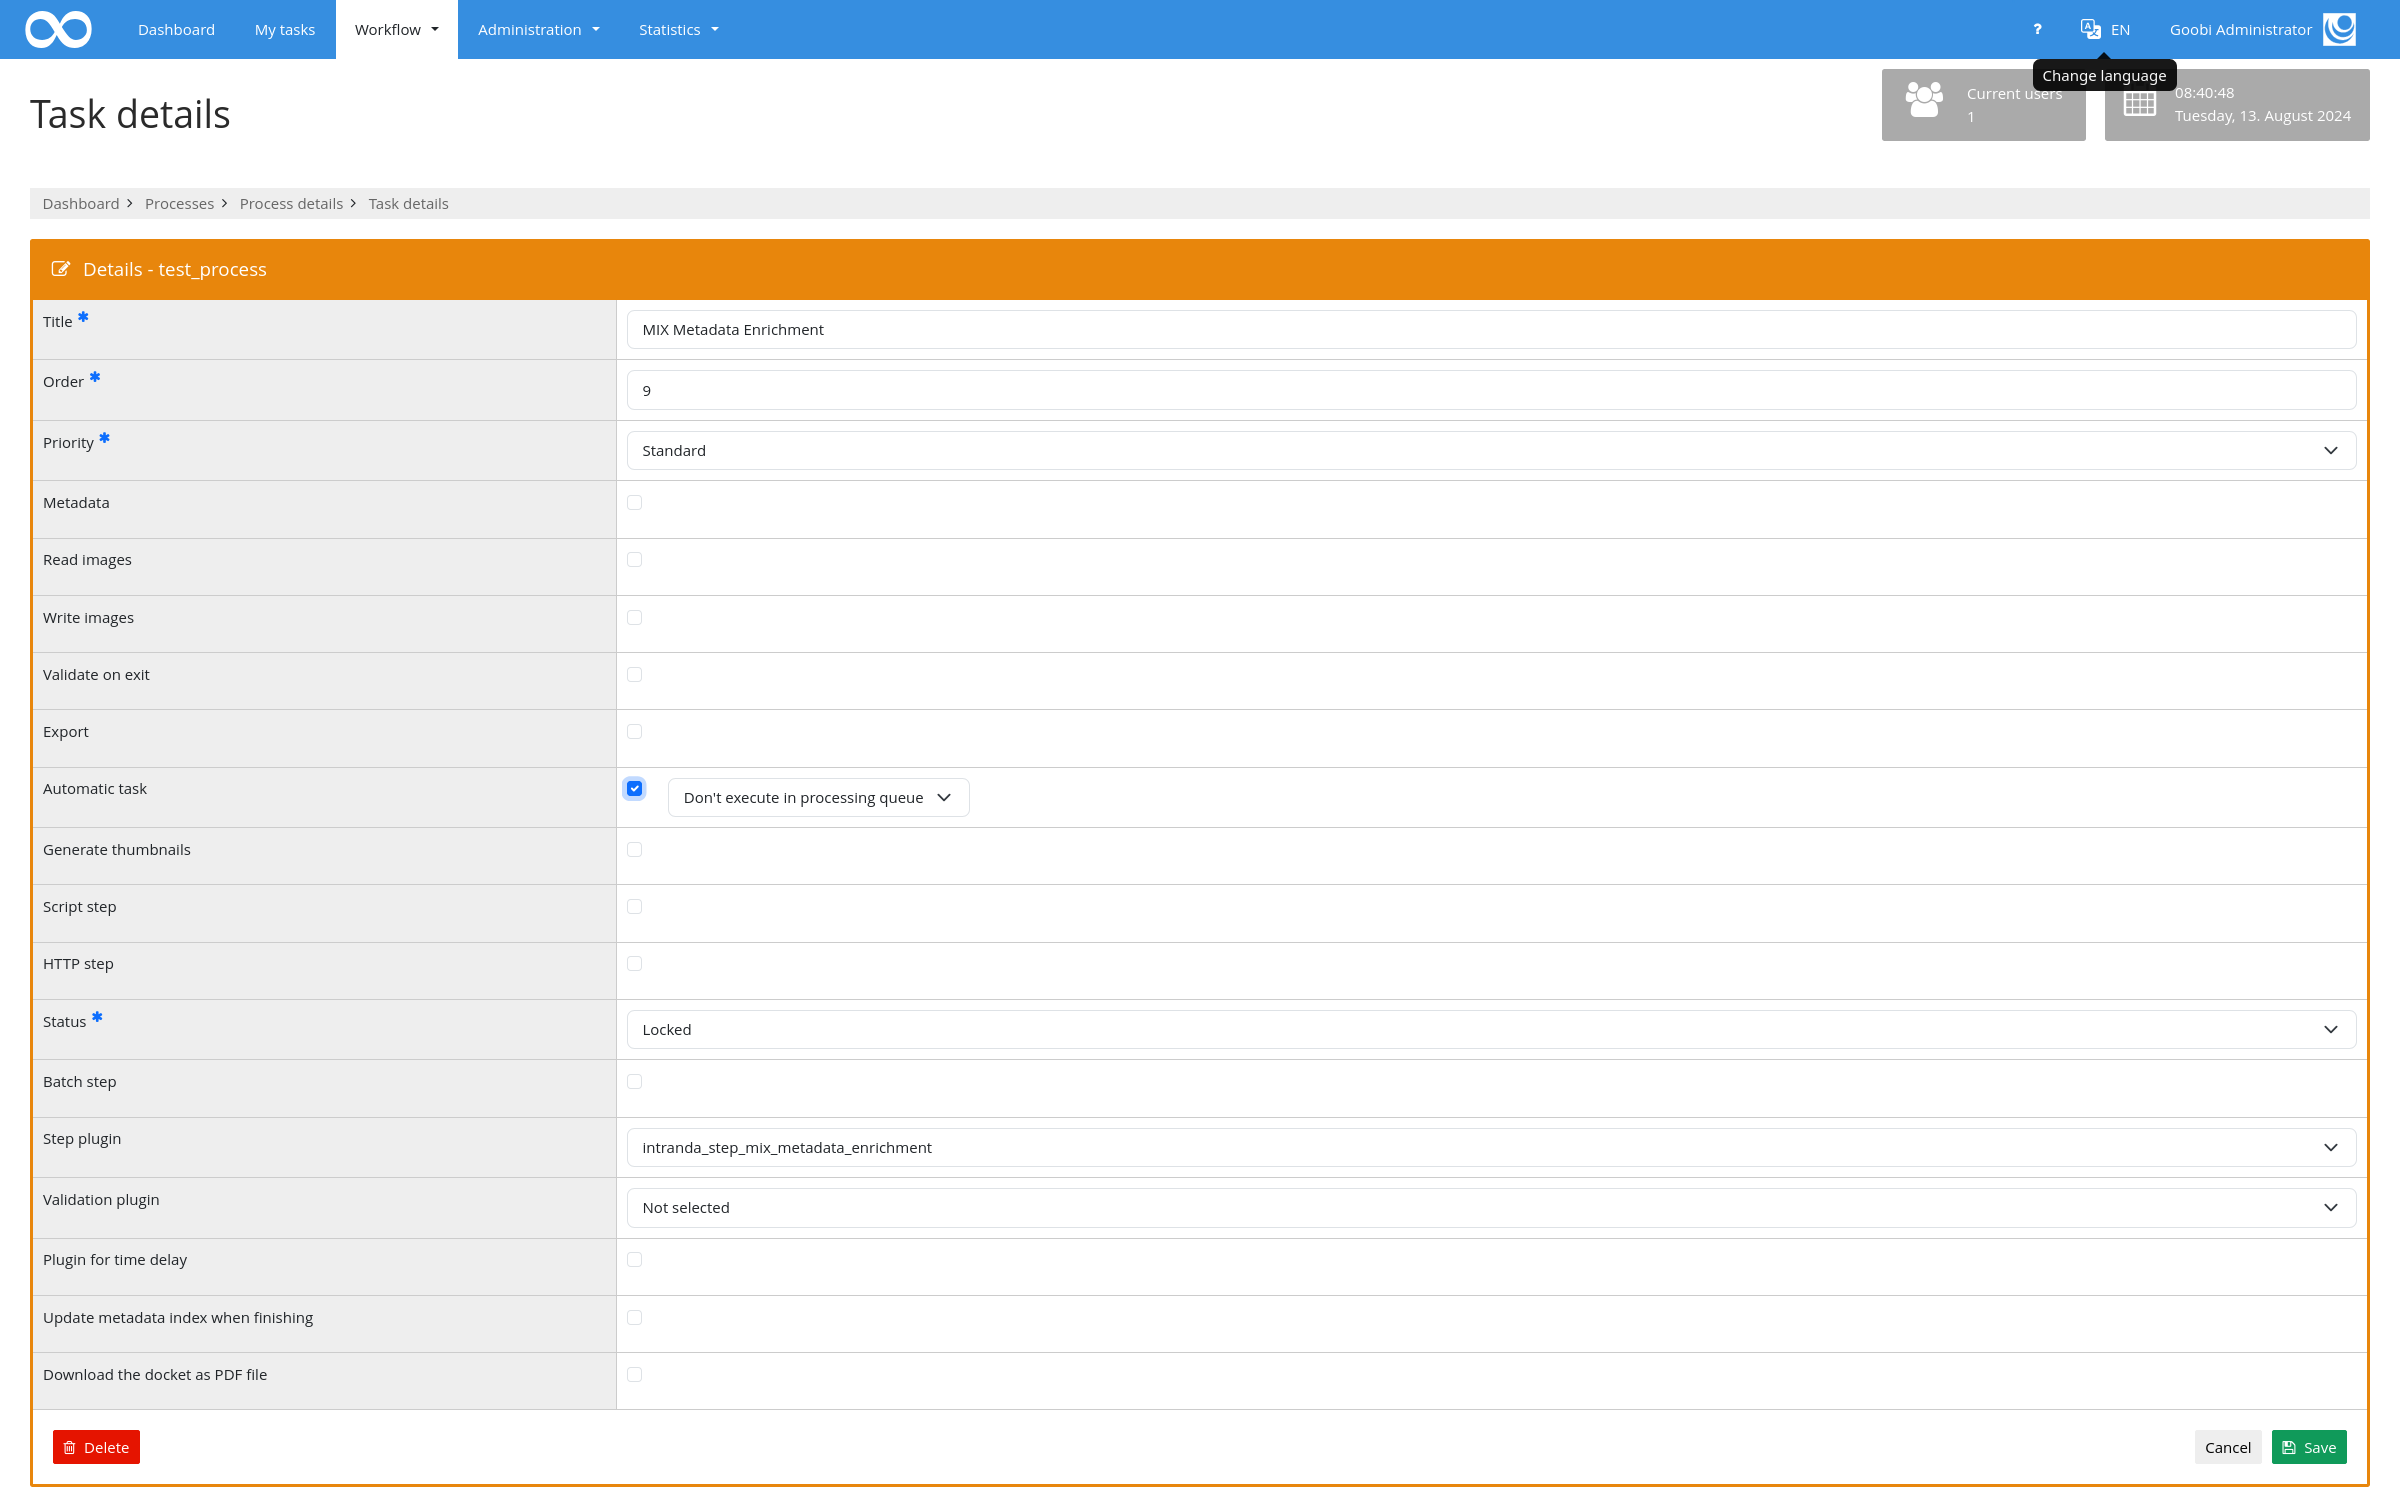 Dashboard My tasks Workflow Administration Statistics ? EN Goobi Administrator
Change language
Task details
Current users
1
08:40:48
Tuesday, 13. August 2024
Dashboard Processes Process details Task details
Details - test_process
Title * MIX Metadata Enrichment
Order * 9
Priority * Standard
Metadata
Read images
Write images
Validate on exit
Export
Automatic task Don't execute in processing queue
Generate thumbnails
Script step
HTTP step
Status * Locked
Batch step
Step plugin intranda_step_mix_metadata_enrichment
Validation plugin Not selected
Plugin for time delay
Update metadata index when finishing
Download the docket as PDF file
Delete Cancel Save